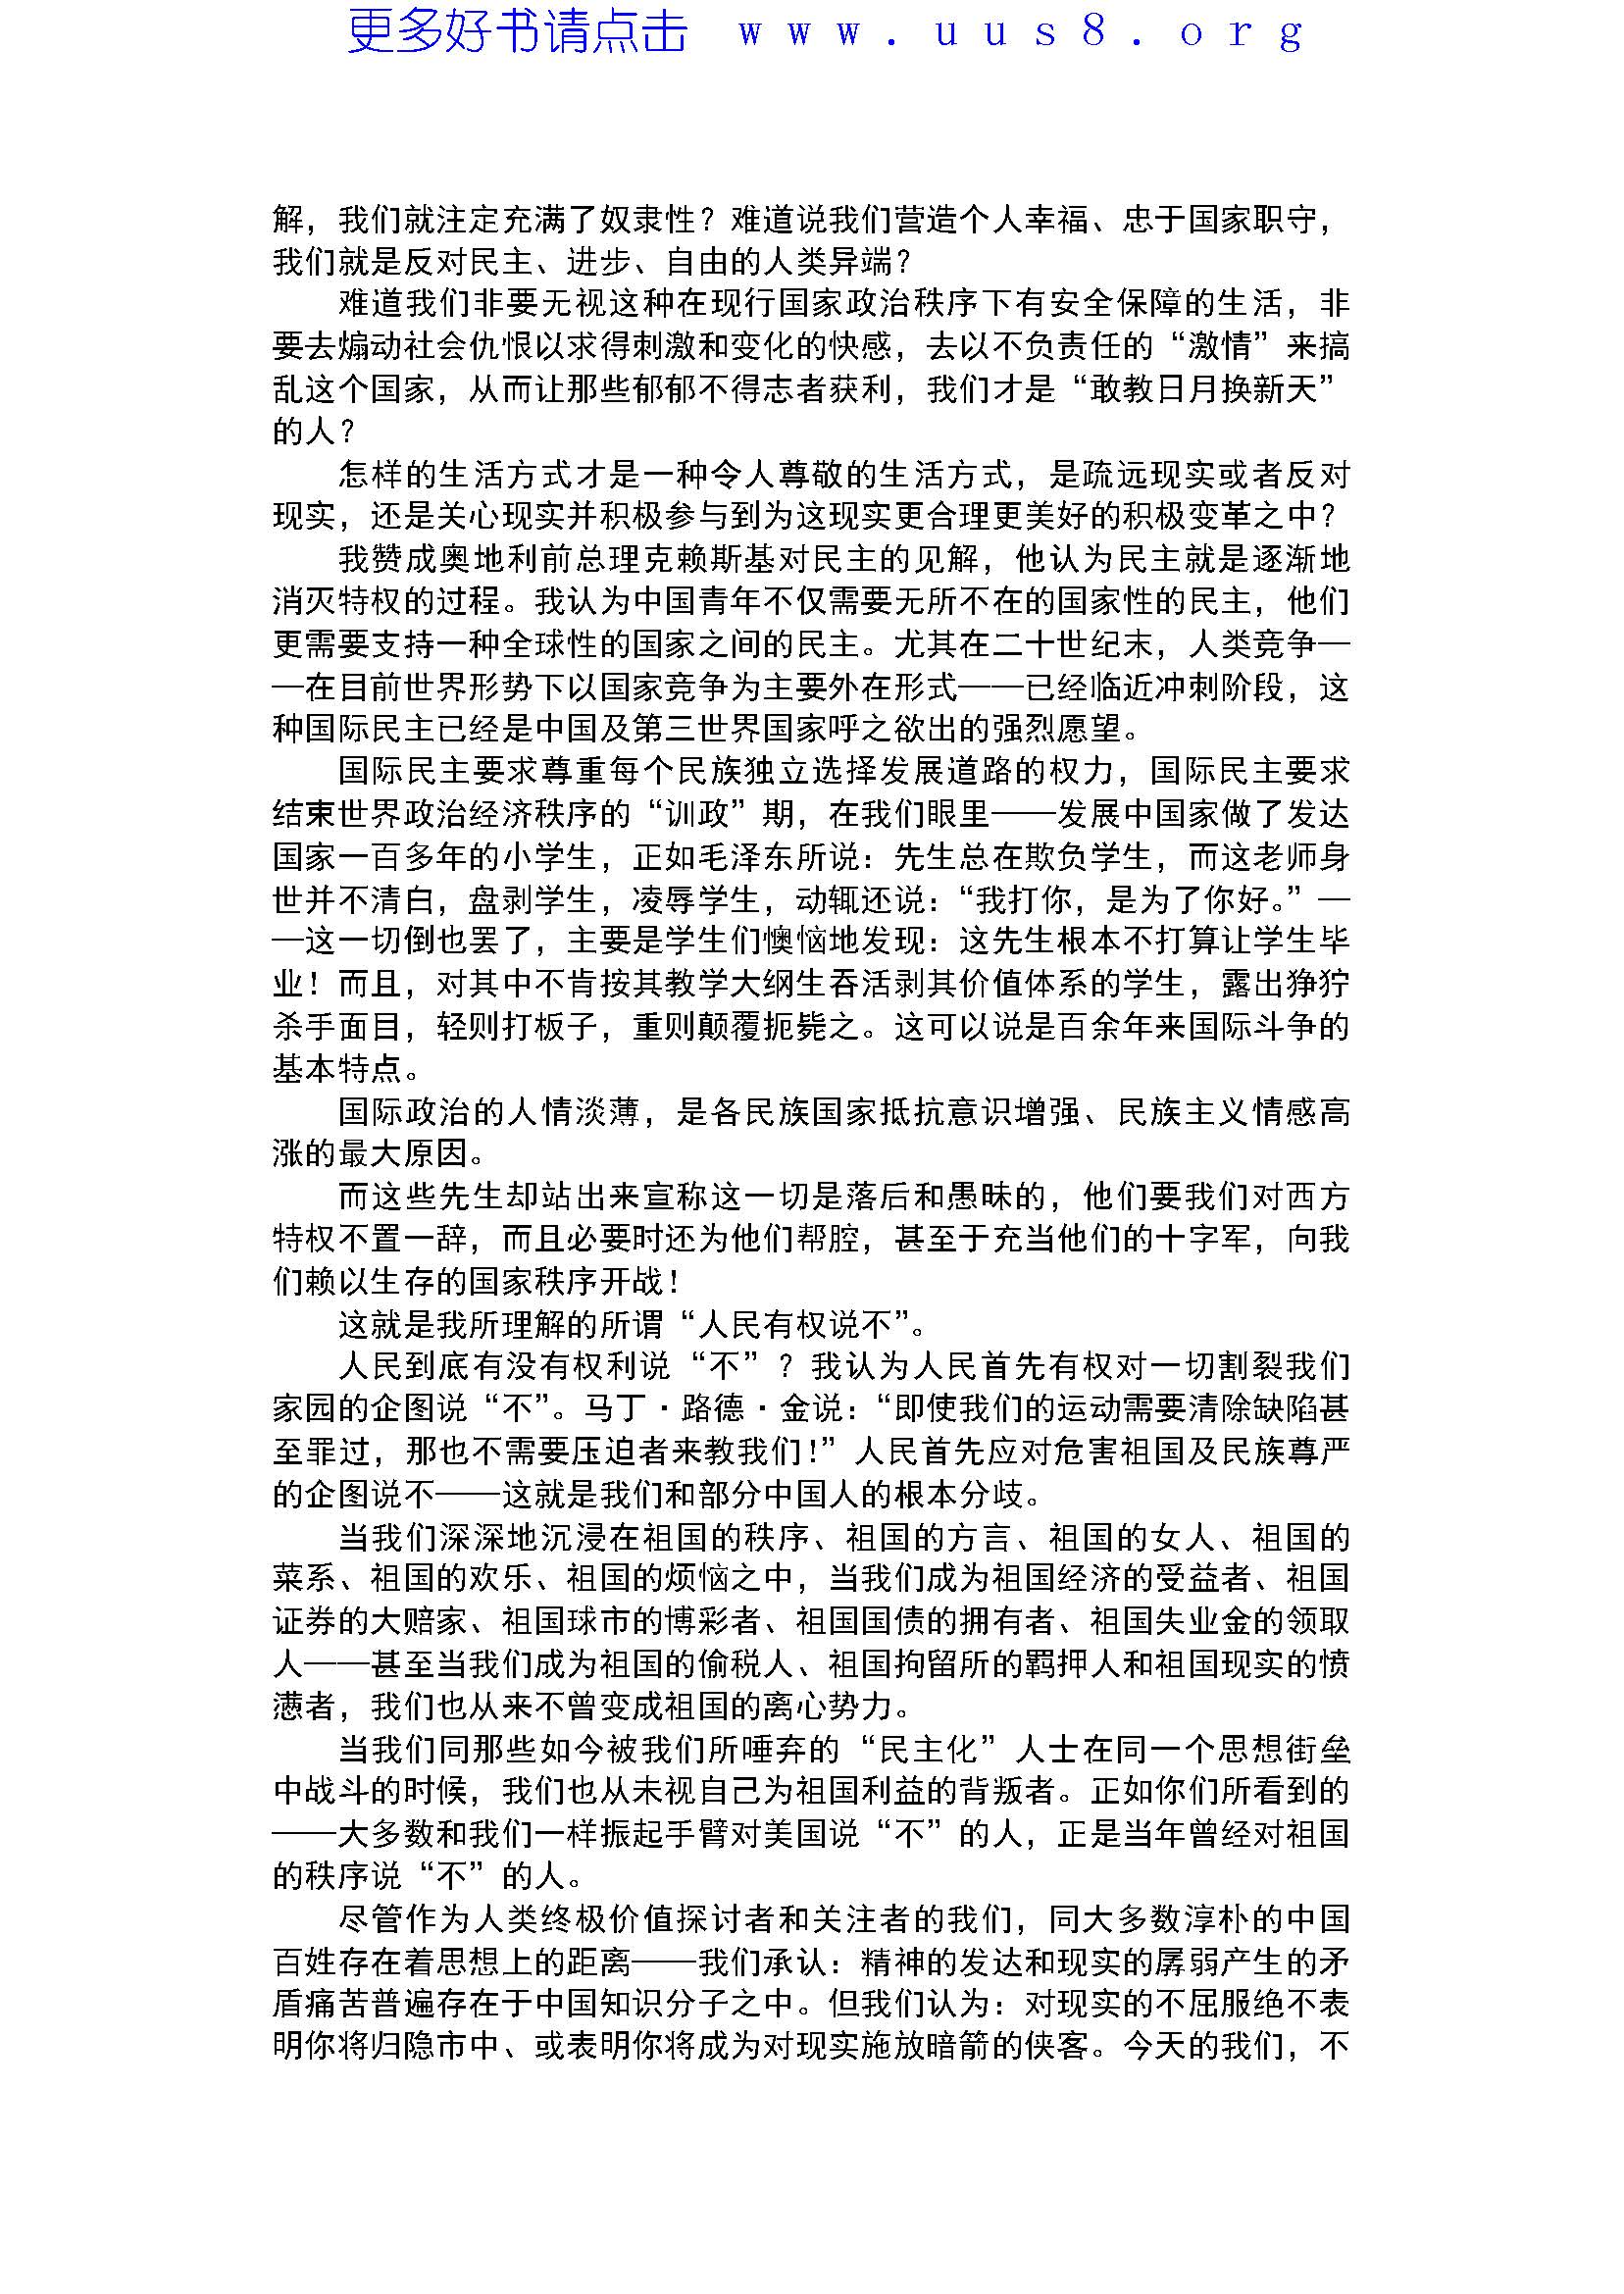 更多好书请点击 www.uus8.org
解，我们就注定充满了奴隶性？难道说我们营造个人幸福、忠于国家职守，
我们就是反对民主、进步、自由的人类异端？
难道我们非要无视这种在现行国家政治秩序下有安全保障的生活，非
要去煽动社会仇恨以求得刺激和变化的快感，去以不负责任的“激情”来搞
乱这个国家，从而让那些郁郁不得志者获利，我们才是“敢教日月换新天”
的人？
怎样的生活方式才是一种令人尊敬的生活方式，是疏远现实或者反对
现实，还是关心现实并积极参与到为这现实更合理更美好的积极变革之中？
我赞成奥地利前总理克赖斯基对民主的见解，他认为民主就是逐渐地
消灭特权的过程。我认为中国青年不仅需要无所不在的国家性的民主，他们
更需要支持一种全球性的国家之间的民主。尤其在二十世纪末，人类竞争—
—在目前世界形势下以国家竞争为主要外在形式——已经临近冲刺阶段，这
种国际民主已经是中国及第三世界国家呼之欲出的强烈愿望。
国际民主要求尊重每个民族独立选择发展道路的权力，国际民主要求
结束世界政治经济秩序的“训政”期，在我们眼里——发展中国家做了发达
国家一百多年的小学生，正如毛泽东所说：先生总在欺负学生，而这老师身
世并不清白，盘剥学生，凌辱学生，动辄还说：“我打你，是为了你好。”—
—这一切倒也罢了，主要是学生们懊恼地发现：这先生根本不打算让学生毕
业！而且，对其中不肯按其教学大纲生吞活剥其价值体系的学生，露出狰狞
杀手面目，轻则打板子，重则颠覆扼毙之。这可以说是百余年来国际斗争的
基本特点。
国际政治的人情淡薄，是各民族国家抵抗意识增强、民族主义情感高
涨的最大原因。
而这些先生却站出来宣称这一切是落后和愚昧的，他们要我们对西方
特权不置一辞，而且必要时还为他们帮腔，甚至于充当他们的十字军，向我
们赖以生存的国家秩序开战！
这就是我所理解的所谓“人民有权说不”。
人民到底有没有权利说“不”？我认为人民首先有权对一切割裂我们
家园的企图说“不”。马丁·路德·金说：“即使我们的运动需要清除缺陷甚
至罪过，那也不需要压迫者来教我们！”人民首先应对危害祖国及民族尊严
的企图说不——这就是我们和部分中国人的根本分歧。
当我们深深地沉浸在祖国的秩序、祖国的方言、祖国的女人、祖国的
菜系、祖国的欢乐、祖国的烦恼之中，当我们成为祖国经济的受益者、祖国
证券的大赔家、祖国球市的博彩者、祖国国债的拥有者、祖国失业金的领取
人——甚至当我们成为祖国的偷税人、祖国拘留所的羁押人和祖国现实的愤
懑者，我们也从来不曾变成祖国的离心势力。
当我们同那些如今被我们所唾弃的“民主化”人士在同一个思想街垒
中战斗的时候，我们也从未视自己为祖国利益的背叛者。正如你们所看到的
——大多数和我们一样振起手臂对美国说“不”的人，正是当年曾经对祖国
的秩序说“不”的人。
尽管作为人类终极价值探讨者和关注者的我们，同大多数淳朴的中国
百姓存在着思想上的距离——我们承认：精神的发达和现实的孱弱产生的矛
盾痛苦普遍存在于中国知识分子之中。但我们认为：对现实的不屈服绝不表
明你将归隐市中、或表明你将成为对现实施放暗箭的侠客。今天的我们，不